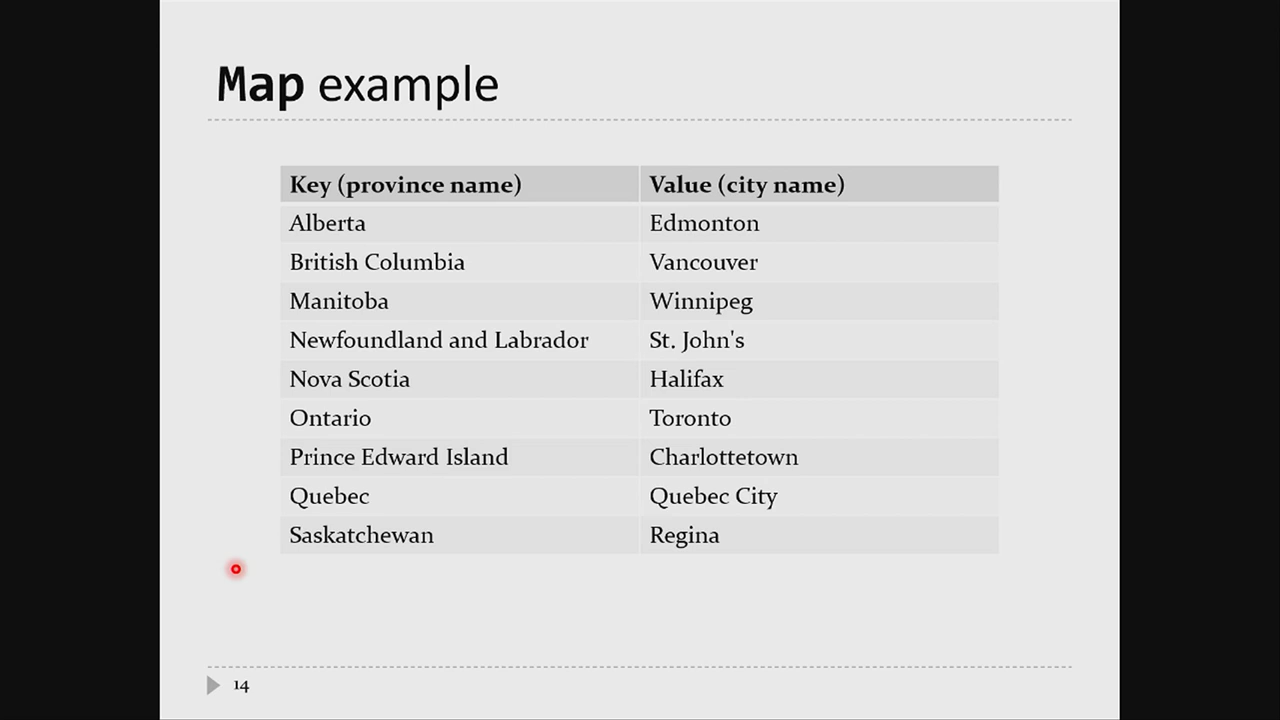 Map example
Key (province name) Value (city name)
Alberta Edmonton
British Columbia Vancouver
Manitoba Winnipeg
Newfoundland and Labrador St. John's
Nova Scotia Halifax
Ontario Toronto
Prince Edward Island Charlottetown
Quebec Quebec City
Saskatchewan Regina
14